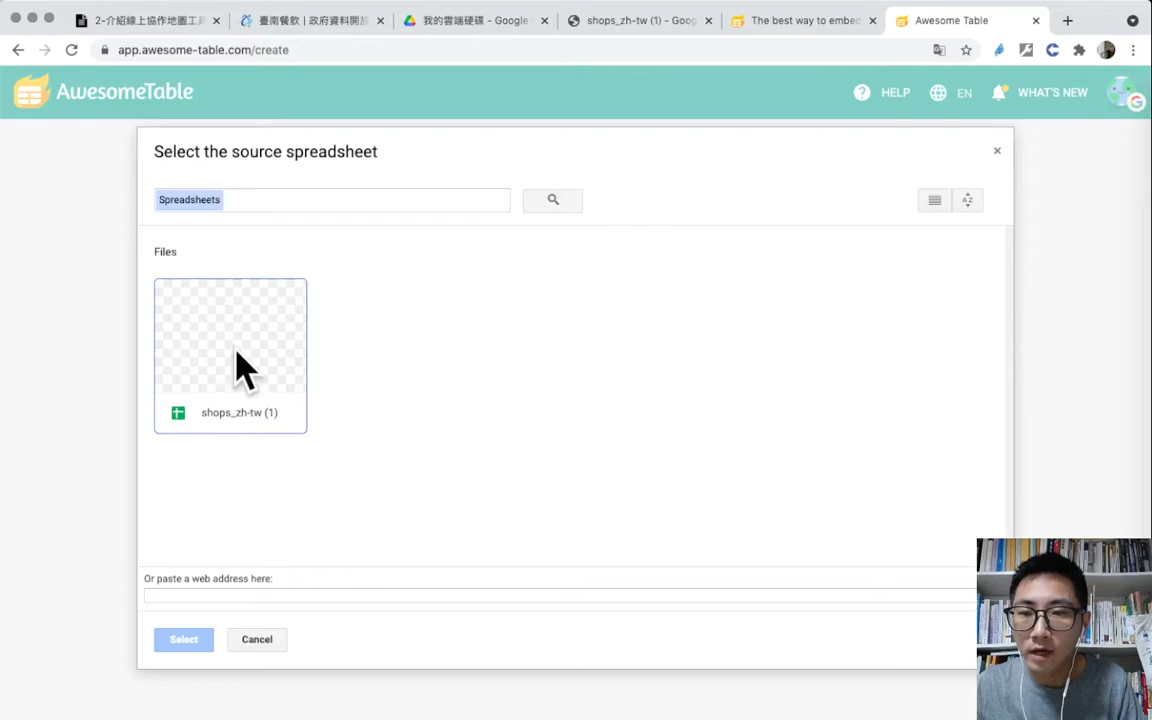 2-介紹線上協作地圖工具
臺南餐飲 | 政府資料開放
我的雲端硬碟 - Google
shops_zh-tw (1) - Goog
The best way to embed
Awesome Table
app.awesome-table.com/create
AwesomeTable
HELP
EN
WHAT'S NEW
Select the source spreadsheet
Spreadsheets
Files
shops_zh-tw (1)
Or paste a web address here:
Select
Cancel